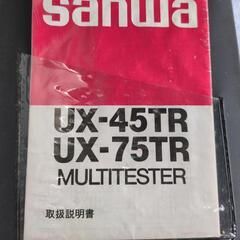 sanwa
UX-45TR
UX-75TR
MULTITESTER
取扱説明書